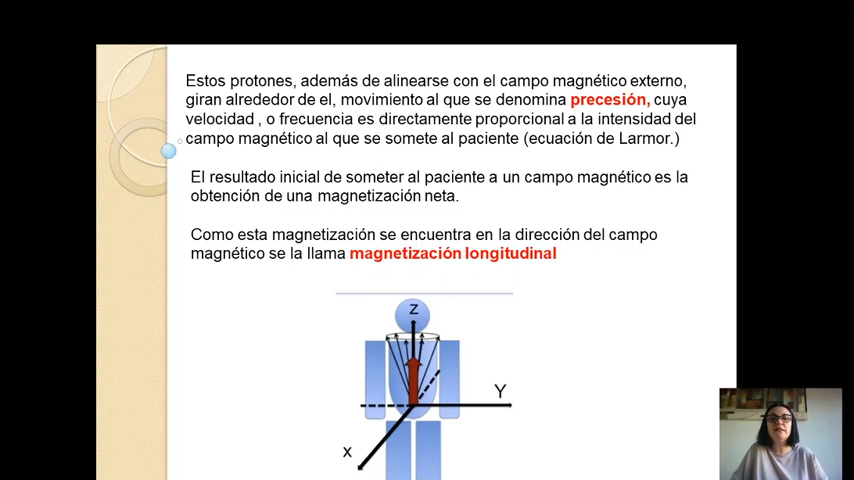 Estos protones, además de alinearse con el campo magnético externo,
giran alrededor de el, movimiento al que se denomina precesión, cuya
velocidad , o frecuencia es directamente proporcional a la intensidad del
campo magnético al que se somete al paciente (ecuación de Larmor.)
El resultado inicial de someter al paciente a un campo magnético es la
obtención de una magnetización neta.
Como esta magnetización se encuentra en la dirección del campo
magnético se la llama magnetización longitudinal
Z
Y
x